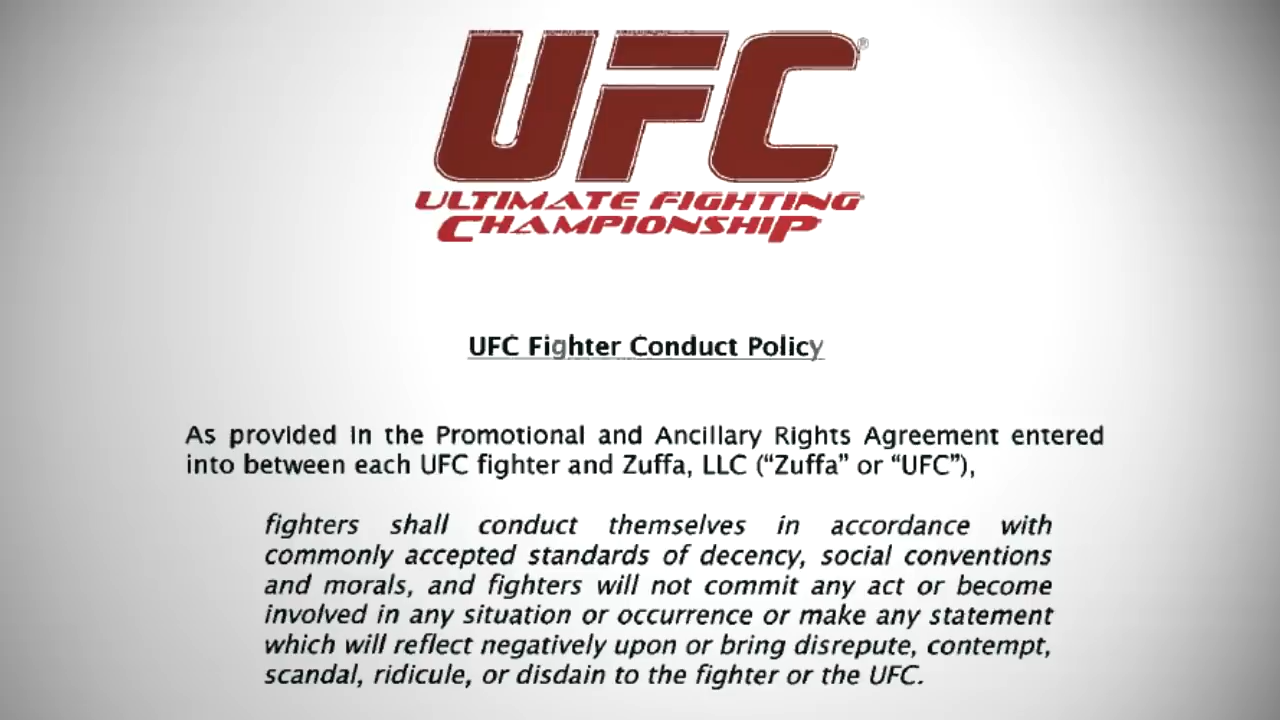 UFC®
ULTIMATE FIGHTING
CHAMPIONSHIP
UFC Fighter Conduct Policy
As provided in the Promotional and Ancillary Rights Agreement entered
into between each UFC fighter and Zuffa, LLC (“Zuffa” or “UFC”),
fighters shall conduct themselves in accordance with
commonly accepted standards of decency, social conventions
and morals, and fighters will not commit any act or become
involved in any situation or occurrence or make any statement
which will reflect negatively upon or bring disrepute, contempt,
scandal, ridicule, or disdain to the fighter or the UFC.